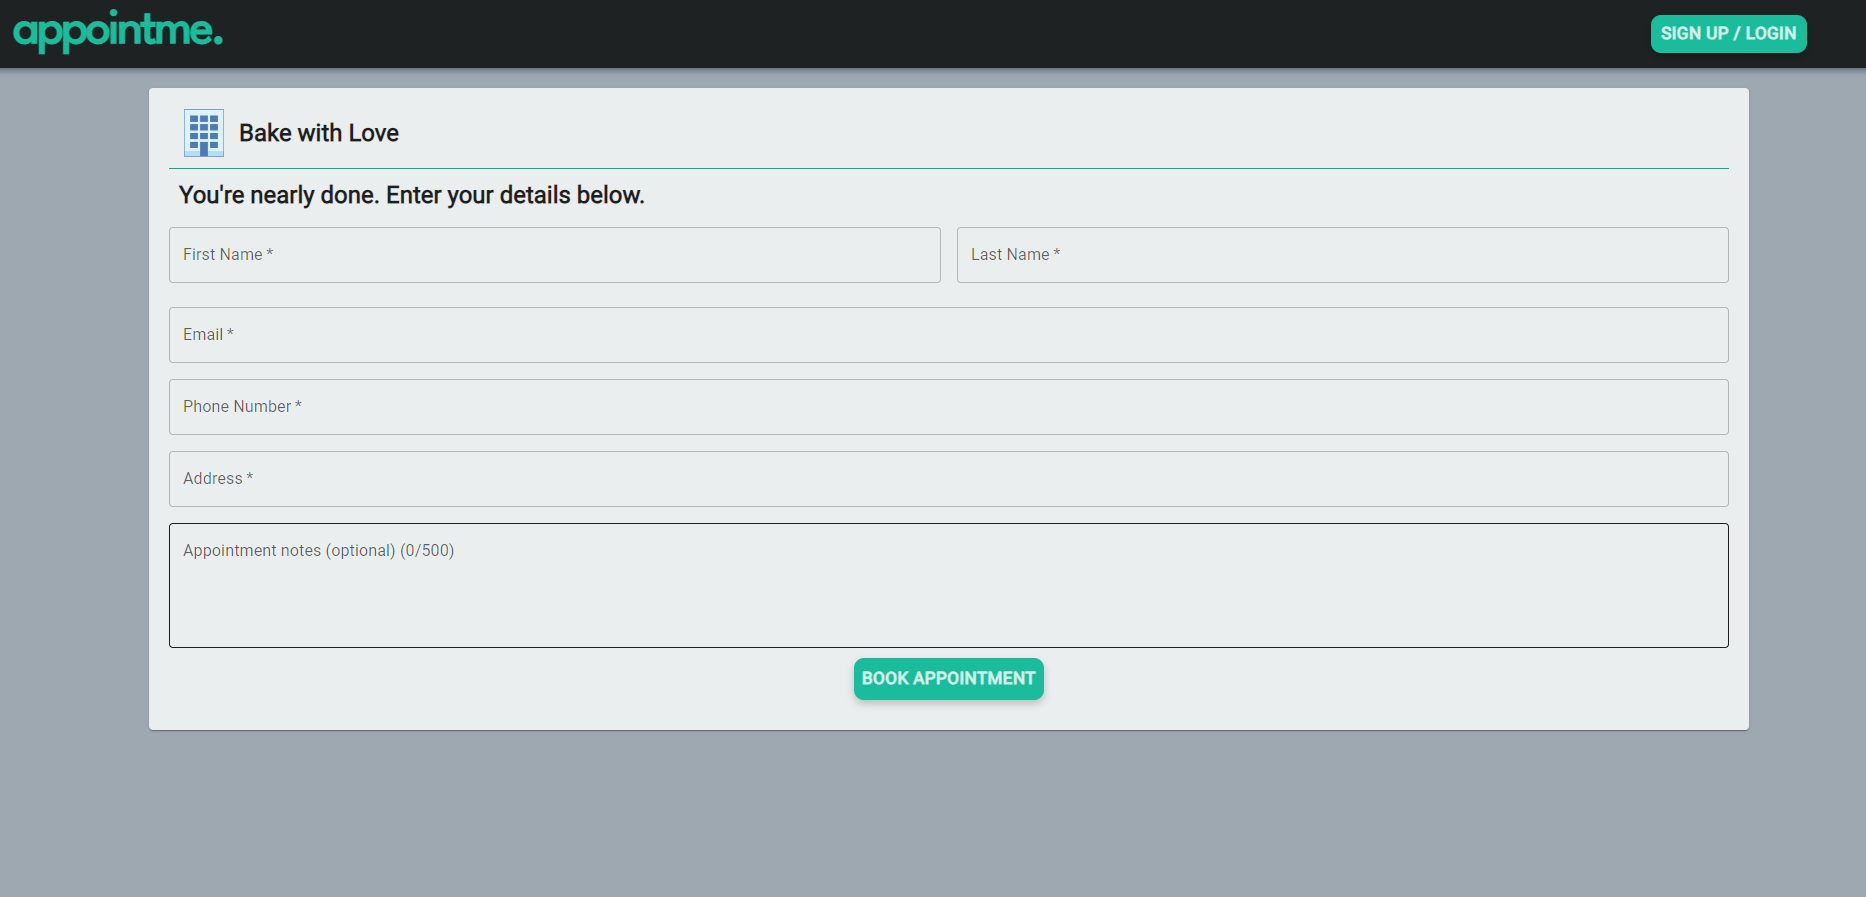 appointme.
SIGN UP / LOGIN
Bake with Love
You're nearly done. Enter your details below.
First Name *
Last Name *
Email *
Phone Number *
Address *
Appointment notes (optional) (0/500)
BOOK APPOINTMENT